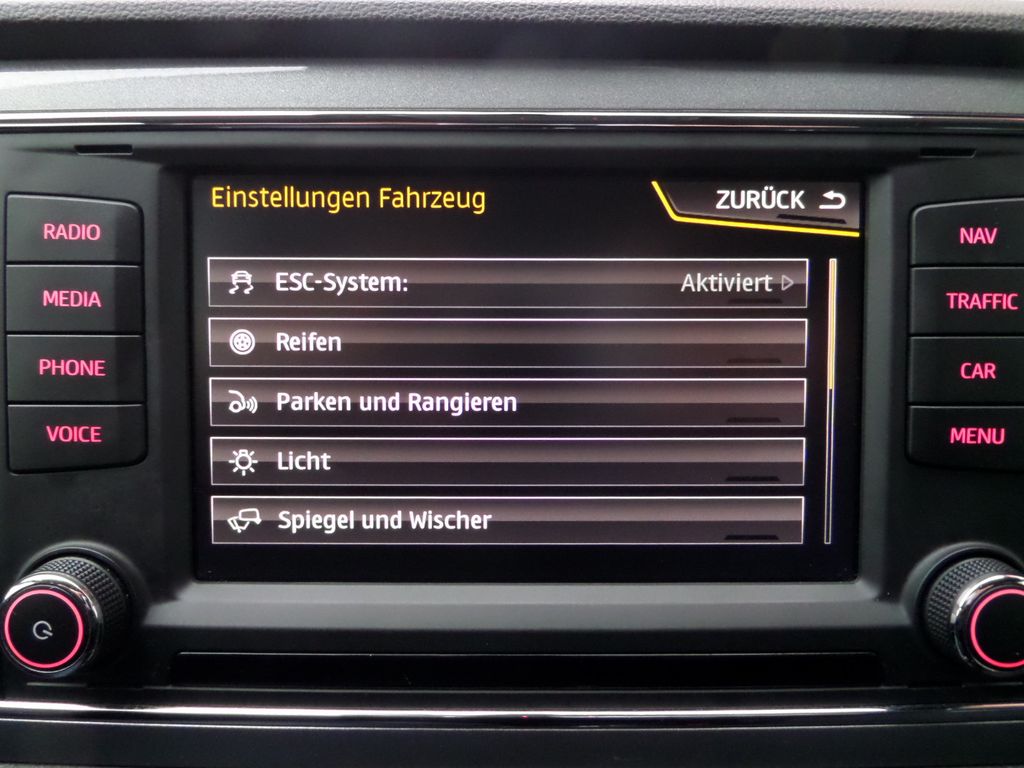 Einstellungen Fahrzeug
ZURÜCK
RADIO
MEDIA
PHONE
VOICE
ESC-System: Aktiviert
Reifen
Parken und Rangieren
Licht
Spiegel und Wischer
NAV
TRAFFIC
CAR
MENU